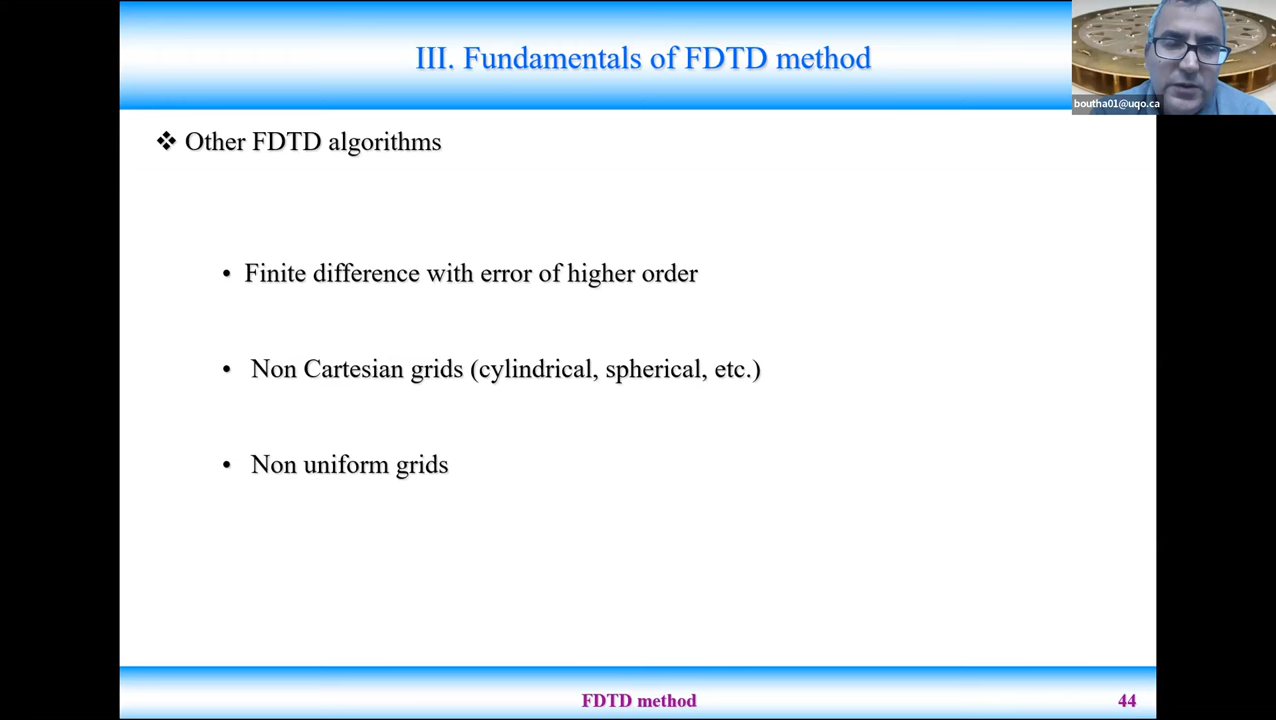 III. Fundamentals of FDTD method
boutha01@uqo.ca
❖ Other FDTD algorithms
• Finite difference with error of higher order
• Non Cartesian grids (cylindrical, spherical, etc.)
• Non uniform grids
FDTD method
44